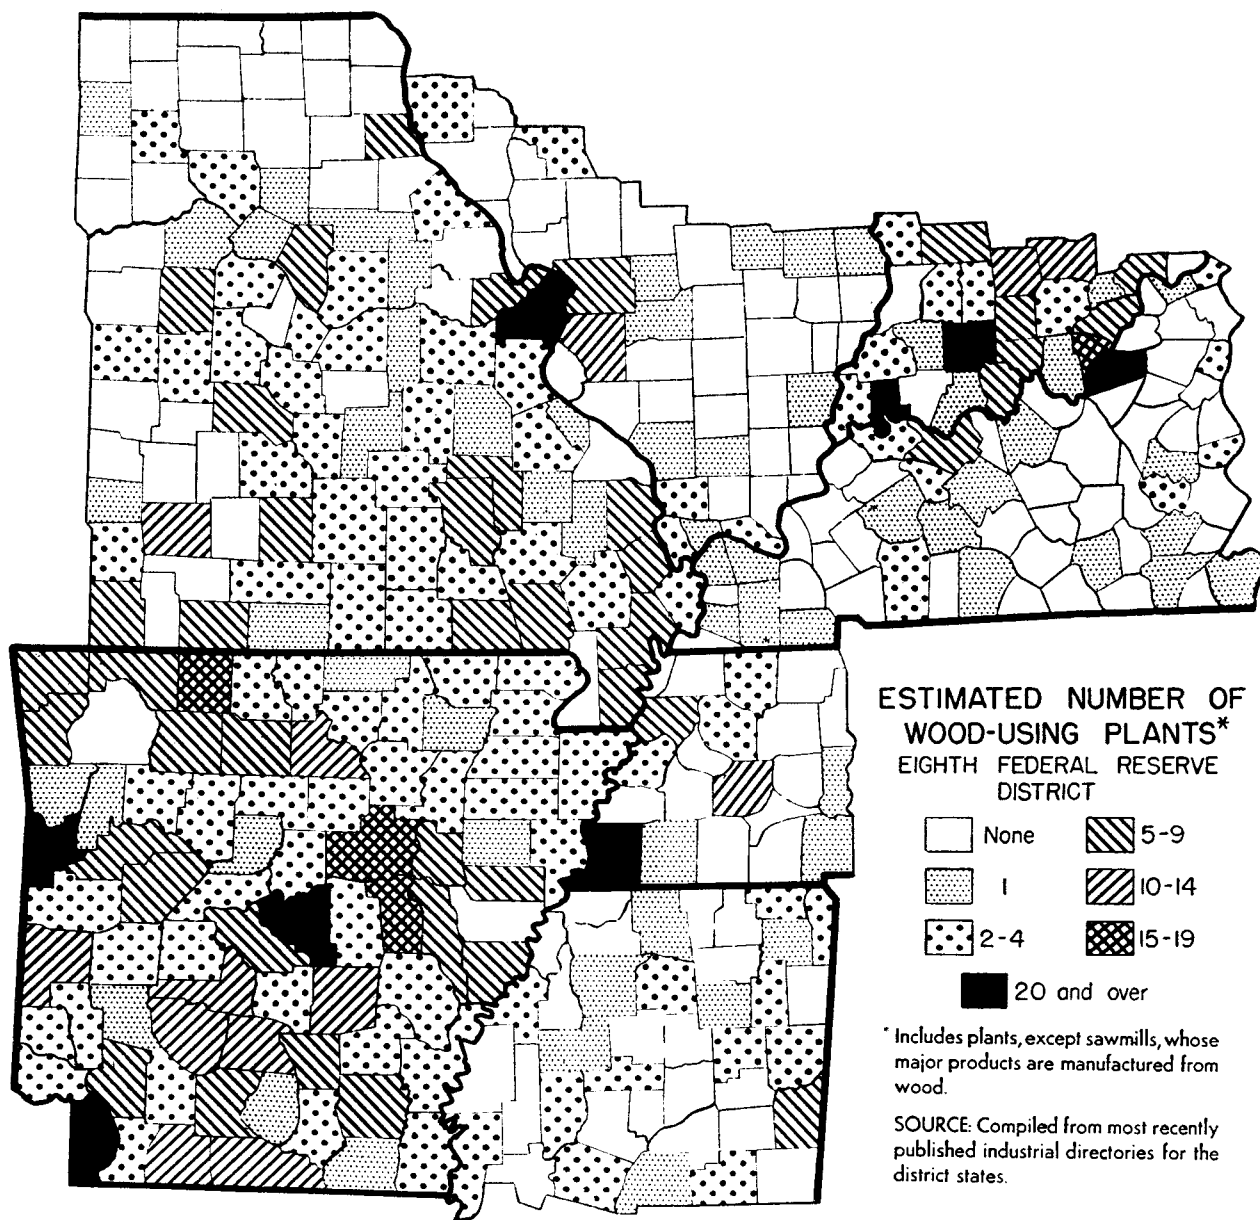 ESTIMATED NUMBER OF
WOOD-USING PLANTS*
EIGHTH FEDERAL RESERVE
DISTRICT
None
5-9
1
10-14
2-4
15-19
20 and over
* Includes plants, except sawmills, whose
major products are manufactured from
wood.
SOURCE: Compiled from most recently
published industrial directories for the
district states.